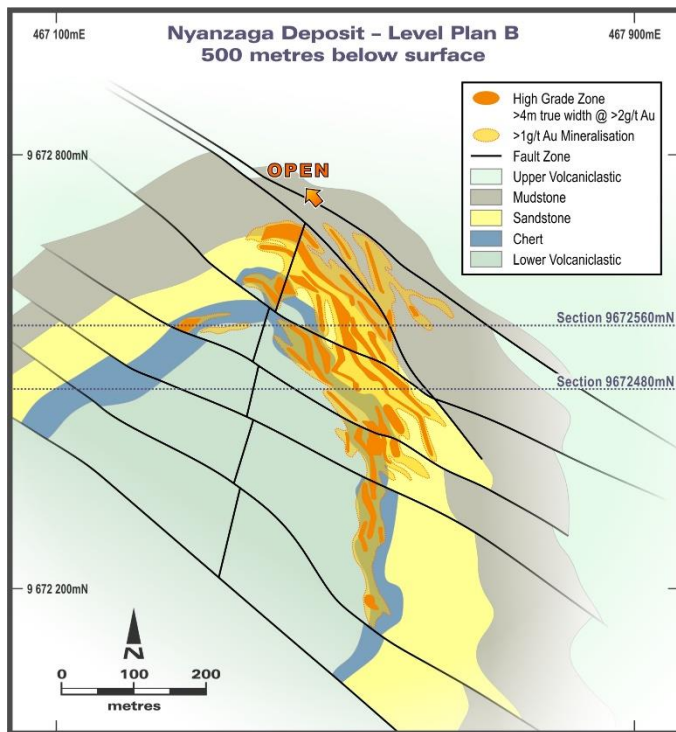 467 100mE
Nyanzaga Deposit – Level Plan B
500 metres below surface
467 900mE
High Grade Zone
>4m true width @ >2g/t Au
>1g/t Au Mineralisation
Fault Zone
Upper Volcaniclastic
Mudstone
Sandstone
Chert
Lower Volcaniclastic
9 672 800mN
OPEN
Section 9672560mN
Section 9672480mN
9 672 200mN
N
0 100 200
metres